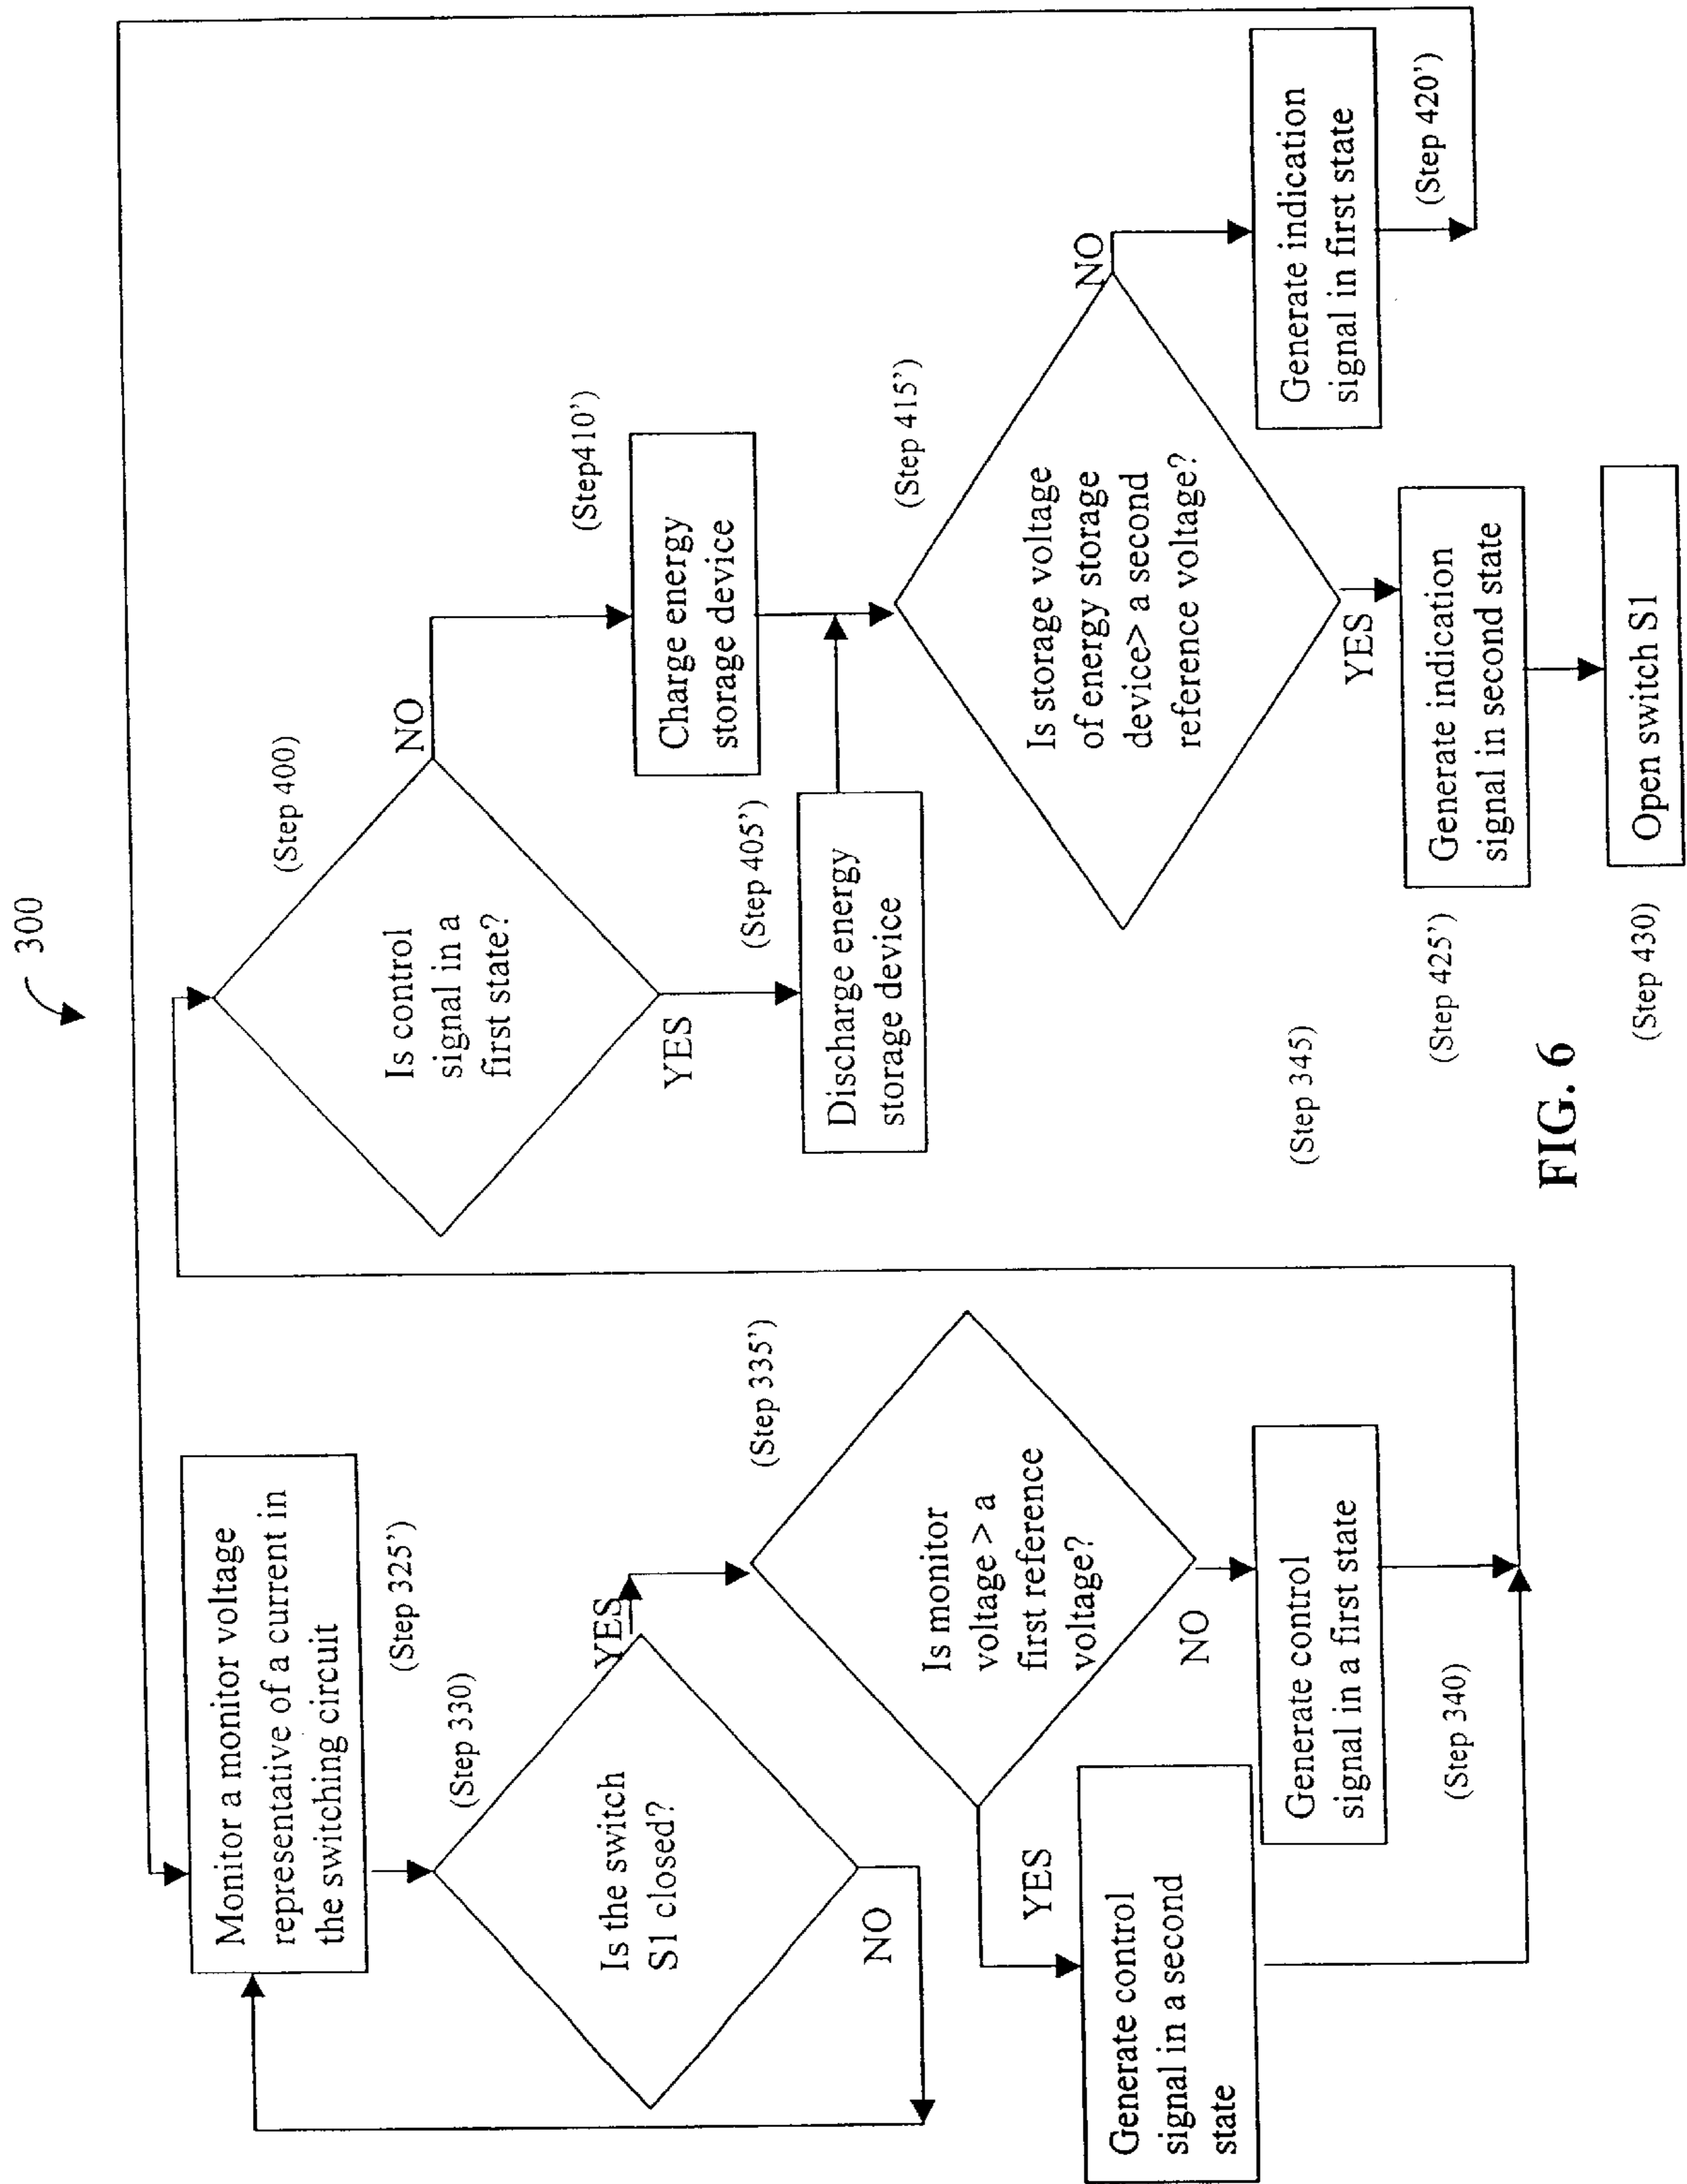 300
Monitor a monitor voltage
representative of a current in
the switching circuit
(Step 325')
(Step 330)
Is the switch
S1 closed?
YES
NO
(Step 335')
Is monitor
voltage > a
first reference
voltage?
YES
NO
Generate control
signal in a second
state
Generate control
signal in a first state
(Step 340)
(Step 345)
(Step 400)
Is control
signal in a
first state?
NO
YES
(Step 405')
Discharge energy
storage device
(Step410')
Charge energy
storage device
(Step 415')
Is storage voltage
of energy storage
device> a second
reference voltage?
NO
YES
Generate indication
signal in first state
(Step 420')
Generate indication
signal in second state
(Step 425')
Open switch S1
(Step 430)
FIG. 6